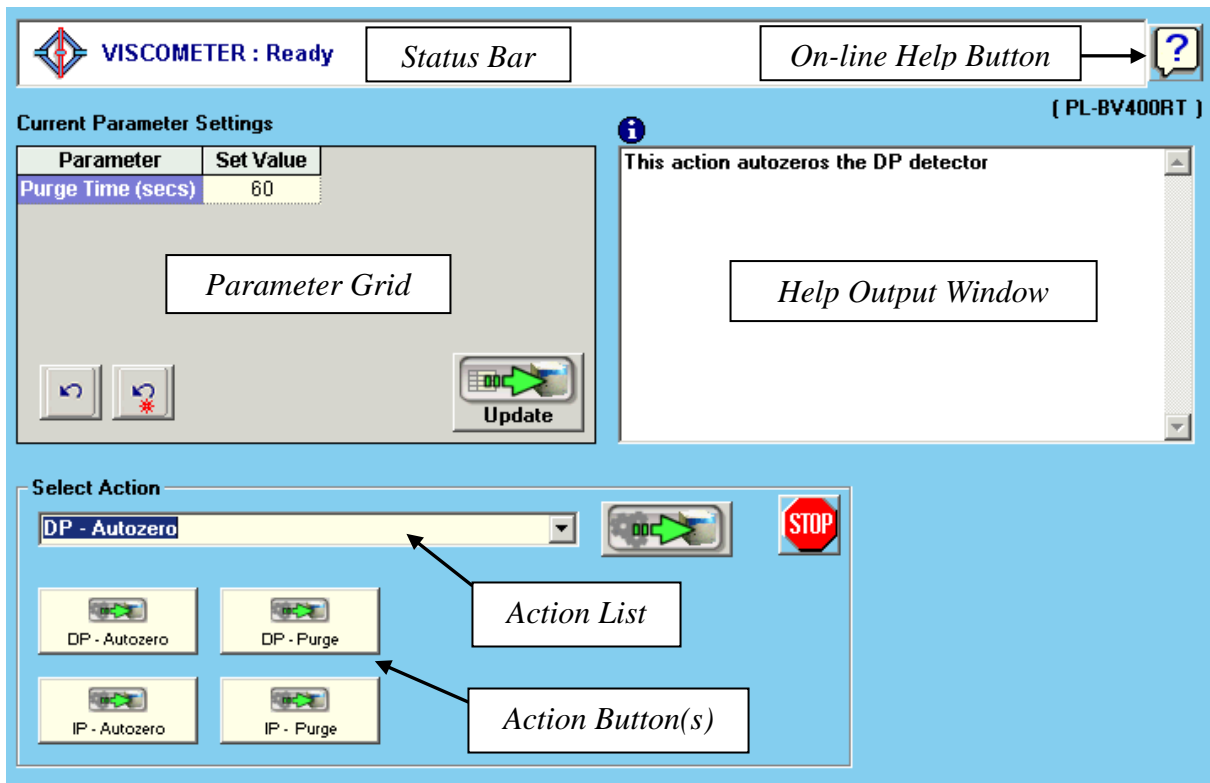 VISCOMETER : Ready
Status Bar
On-line Help Button
?
( PL-BV400RT )
Current Parameter Settings
i
Parameter Set Value
Purge Time (secs) 60
This action autozeros the DP detector
Parameter Grid
Help Output Window
Update
Select Action
DP - Autozero
STOP
Action List
DP - Autozero
DP - Purge
Action Button(s)
IP - Autozero
IP - Purge